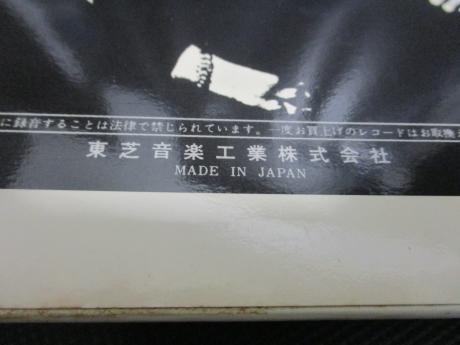 に録音することは法律で禁じられています。一度お買上げのレコードはお取換え
東芝音楽工業株式会社
MADE IN JAPAN